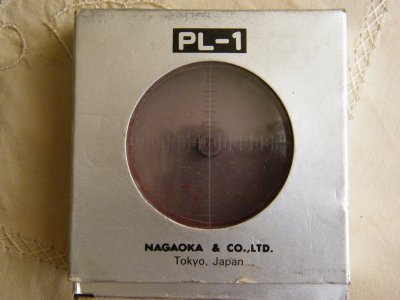 PL-1
NAGAOKA & CO.,LTD.
Tokyo, Japan